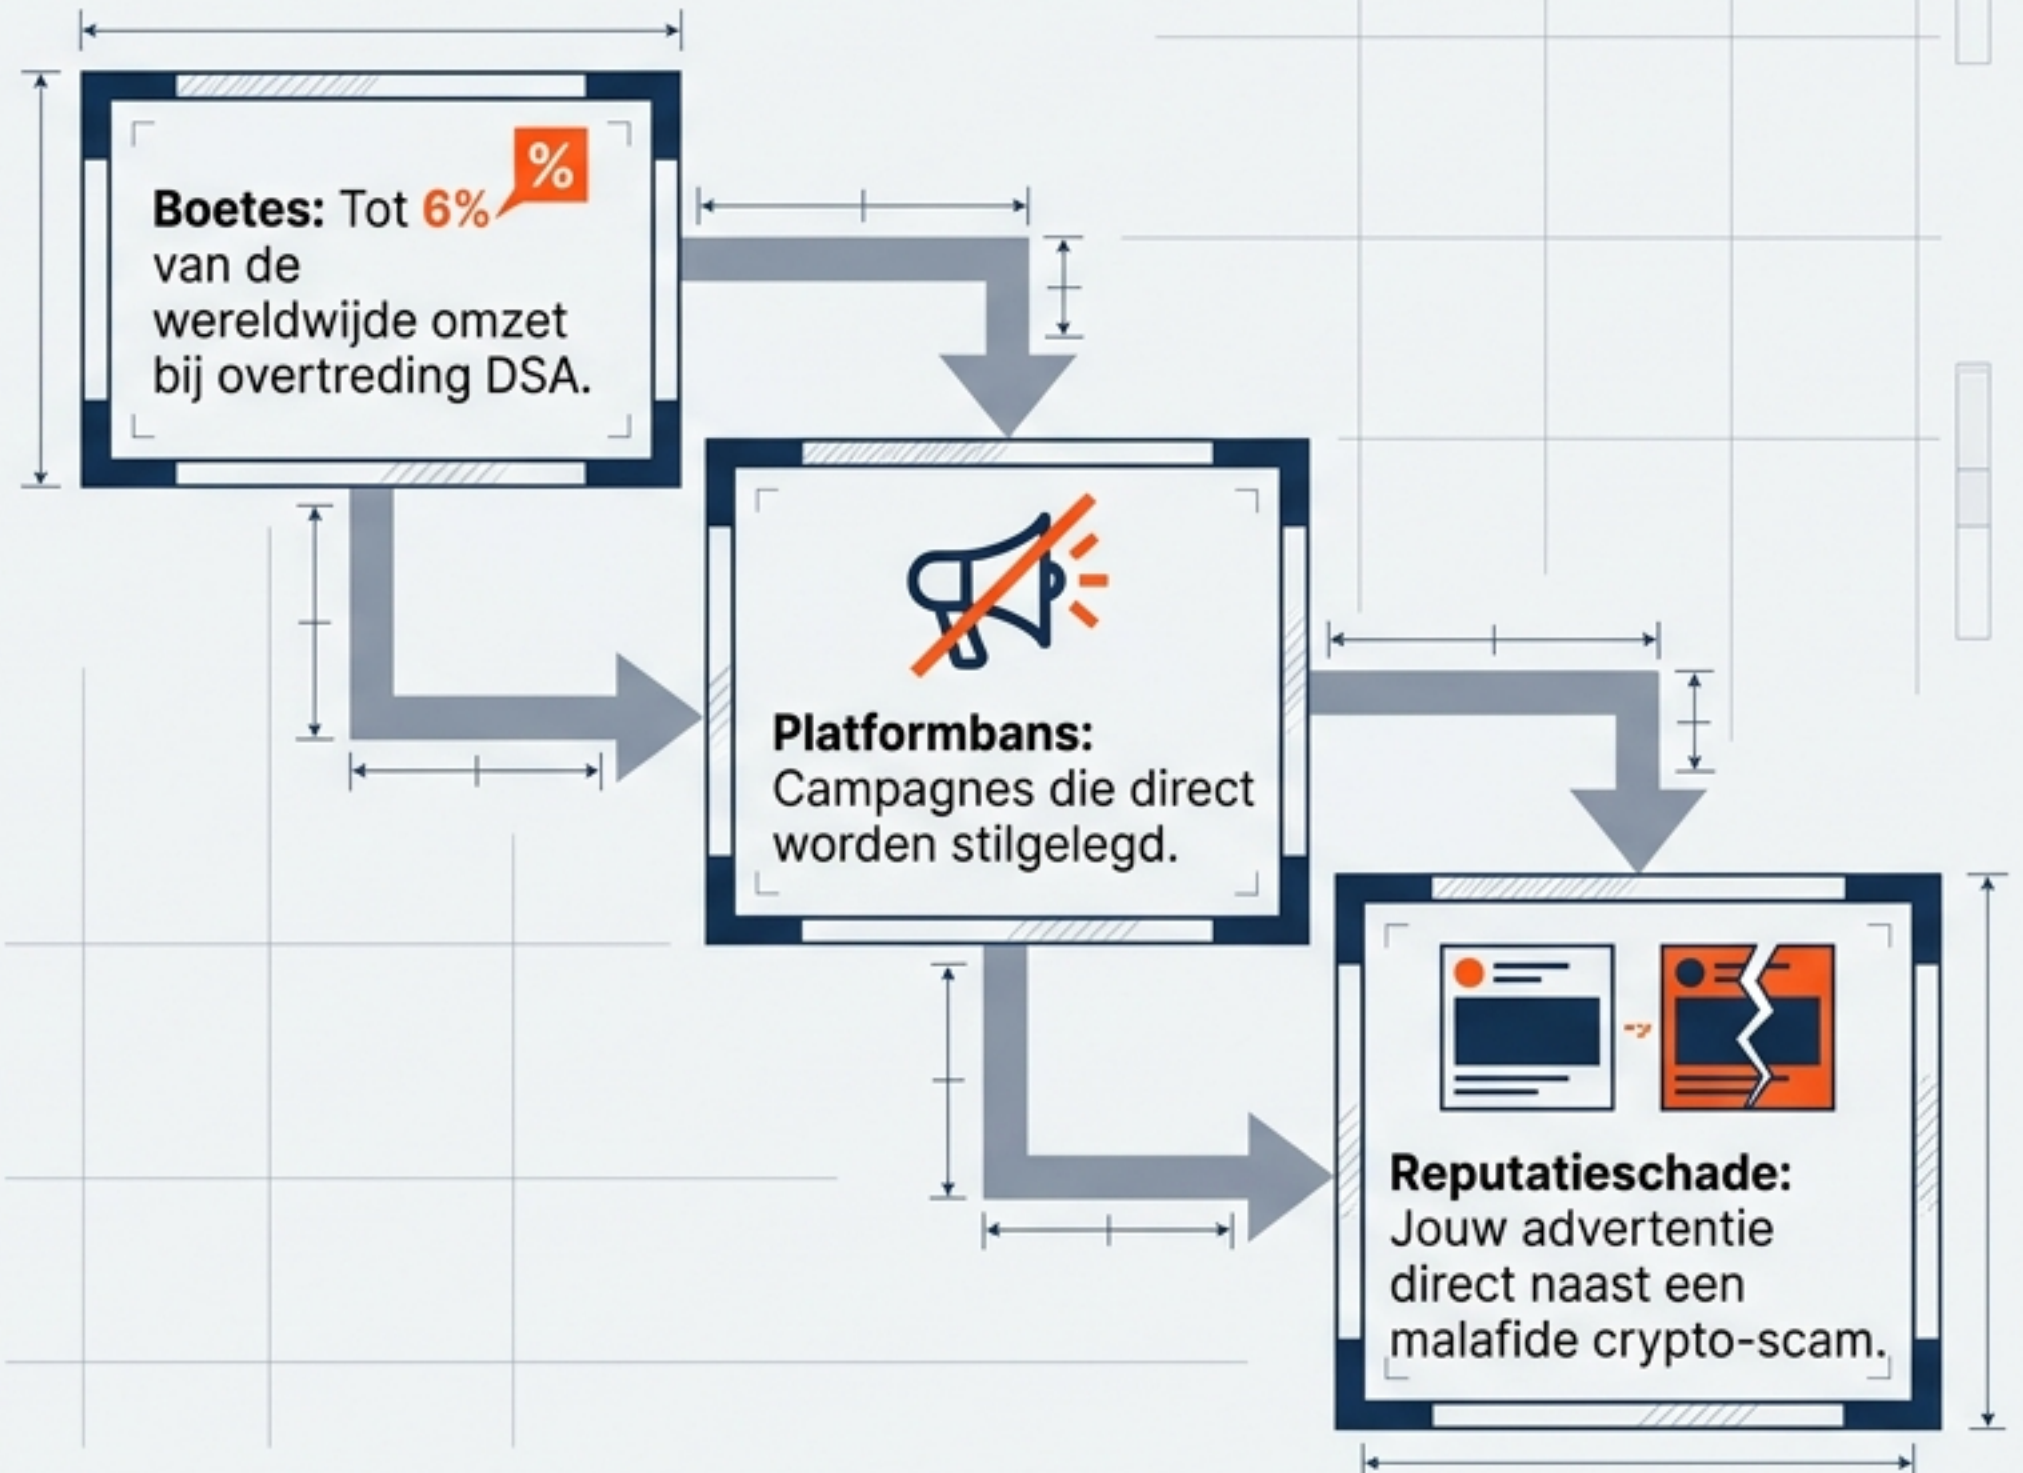 %
Boetes: Tot 6%
van de
wereldwijde omzet
bij overtreding DSA.
Platformbans:
Campagnes die direct
worden stilgelegd.
Reputatieschade:
Jouw advertentie
direct naast een
malafide crypto-scam.